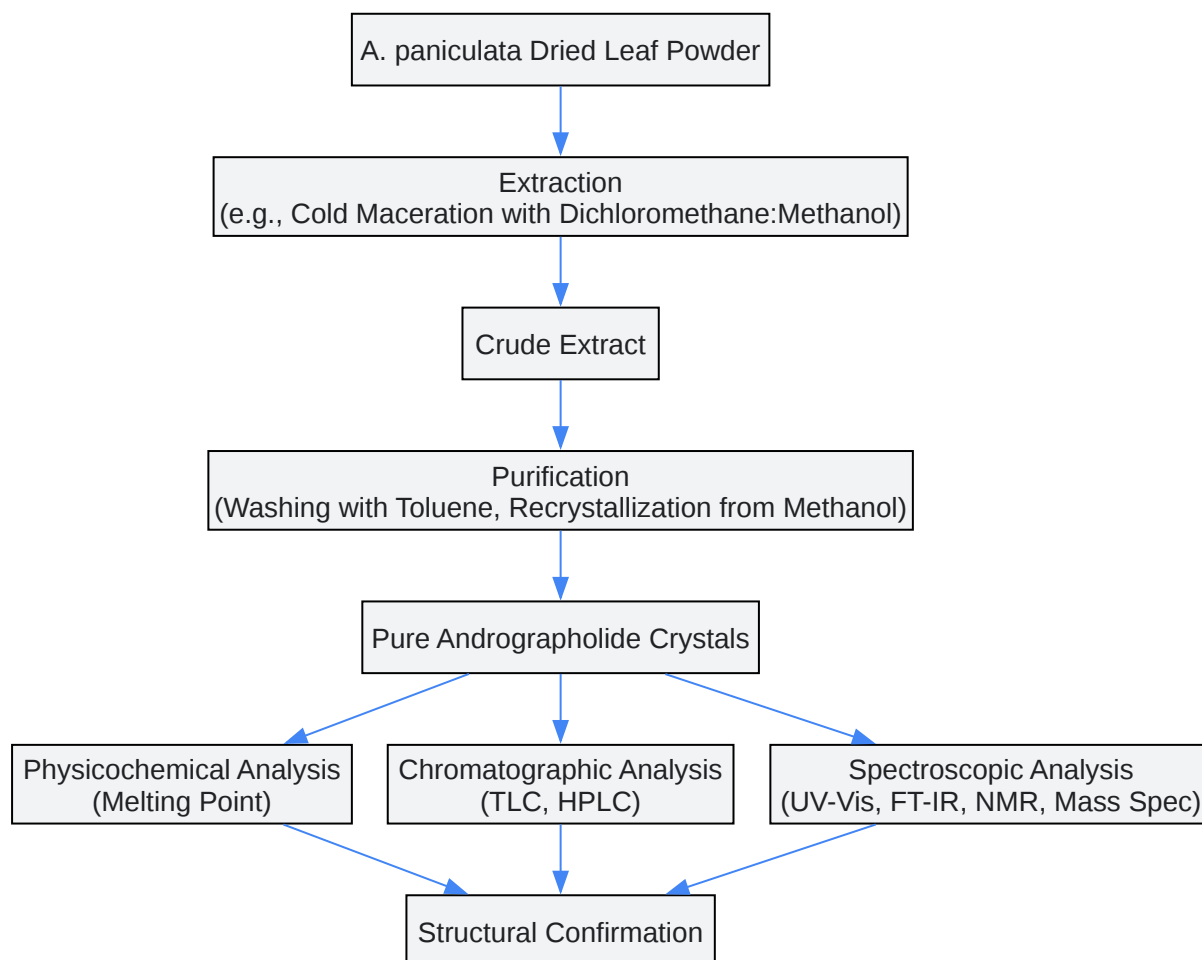 A. paniculata Dried Leaf Powder
Extraction
(e.g., Cold Maceration with Dichloromethane:Methanol)
Crude Extract
Purification
(Washing with Toluene, Recrystallization from Methanol)
Pure Andrographolide Crystals
Physicochemical Analysis
(Melting Point)
Chromatographic Analysis
(TLC, HPLC)
Spectroscopic Analysis
(UV-Vis, FT-IR, NMR, Mass Spec)
Structural Confirmation